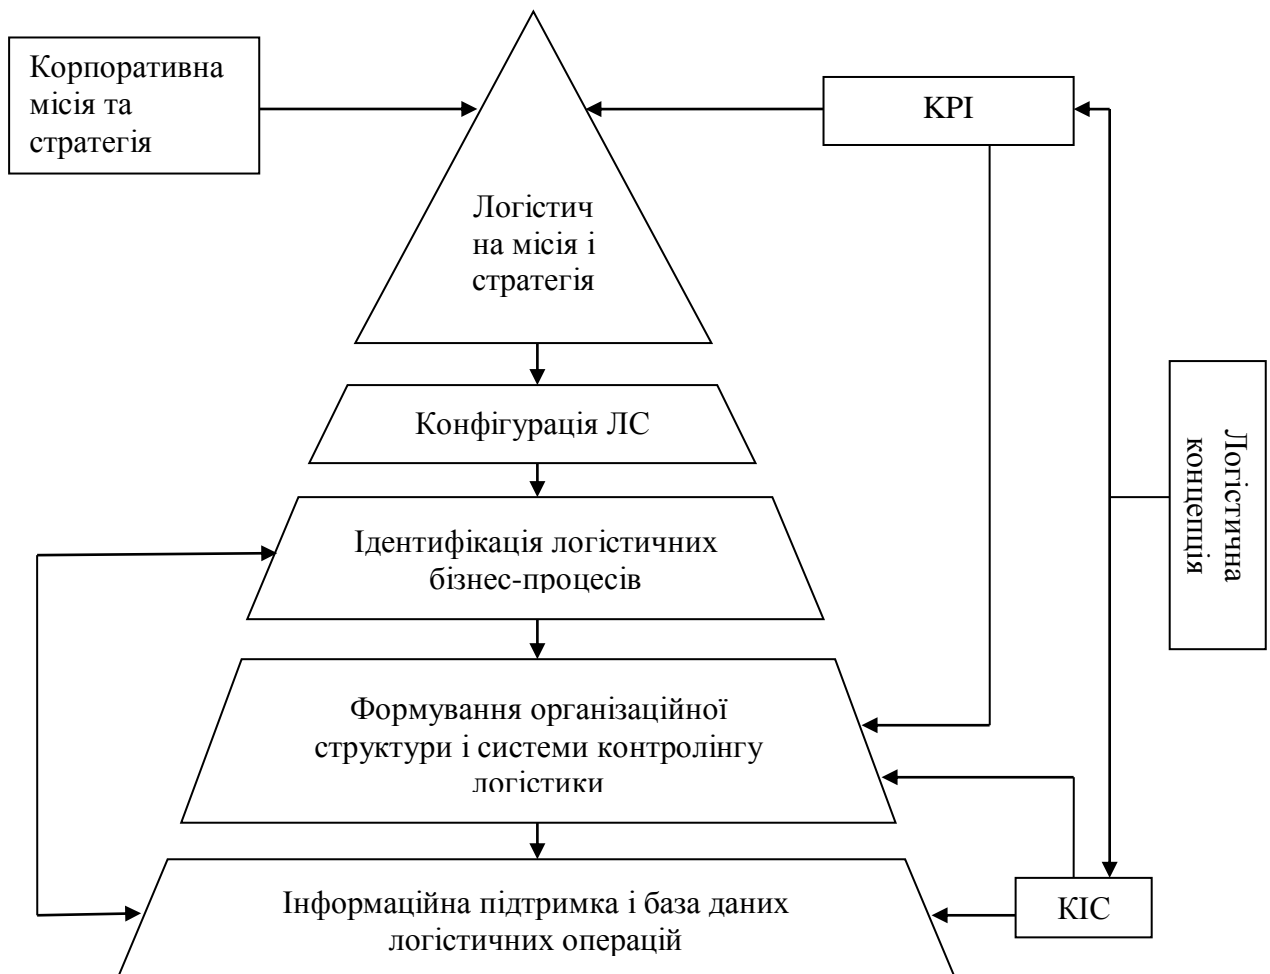 Корпоративна
місія та
стратегія
KPI
Логістич
на місія і
стратегія
Конфігурація ЛС
Ідентифікація логістичних
бізнес-процесів
Логістична
концепція
Формування організаційної
структури і системи контролінгу
логістики
Інформаційна підтримка і база даних
логістичних операцій
КІС